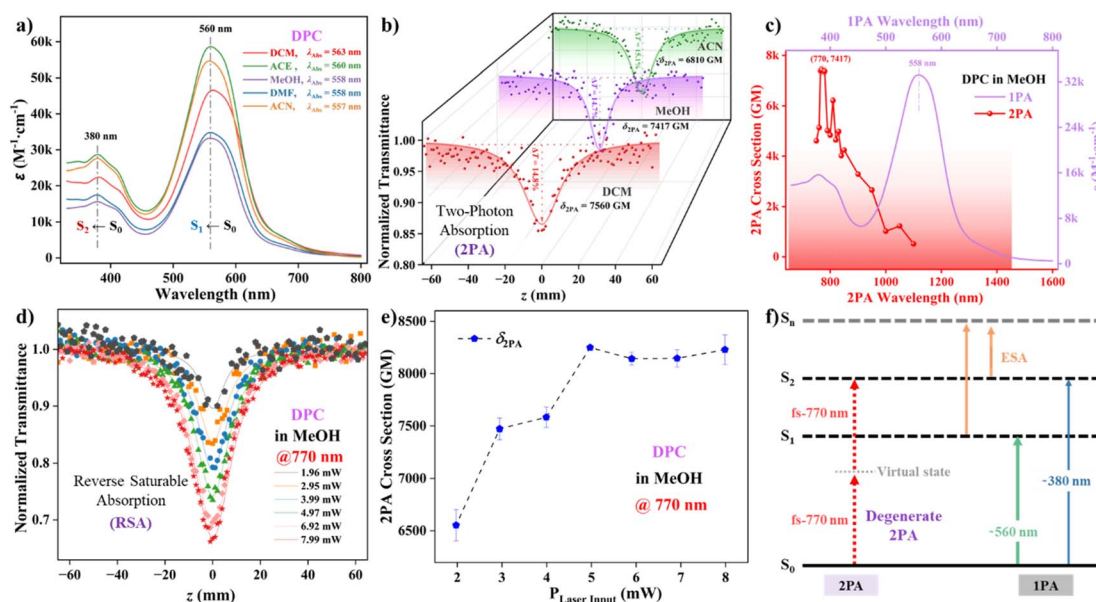 a)
560 nm
DPC
DCM, λAbs = 563 nm
ACE, λAbs = 560 nm
MeOH, λAbs = 558 nm
DMF, λAbs = 558 nm
ACN, λAbs = 557 nm
380 nm
S2 ← S0
S1 ← S0
60k
50k
40k
30k
20k
10k
0
ε (M⁻¹·cm⁻¹)
400 500 600 700 800
Wavelength (nm)
b)
ACN
δ2PA = 6810 GM
MeOH
δ2PA = 7417 GM
ΔT = 14.8%
DCM
δ2PA = 7560 GM
Two-Photon
Absorption
(2PA)
1.00
0.95
0.90
0.85
0.80
Normalized Transmittance
−60 −40 −20 0 20 40 60
z (mm)
c)
1PA Wavelength (nm)
400 500 600 700 800
(770, 7417)
558 nm
DPC in MeOH
1PA
2PA
8k
6k
4k
2k
0
2PA Cross Section (GM)
32k
24k
16k
8k
0
ε (M⁻¹·cm⁻¹)
800 1000 1200 1400 1600
2PA Wavelength (nm)
d)
DPC
in MeOH
@770 nm
1.96 mW
2.95 mW
3.99 mW
4.97 mW
6.92 mW
7.99 mW
Reverse Saturable
Absorption
(RSA)
1.0
0.9
0.8
0.7
Normalized Transmittance
−60 −40 −20 0 20 40 60
z (mm)
e)
δ2PA
DPC
in MeOH
@ 770 nm
8500
8000
7500
7000
6500
6000
2PA Cross Section (GM)
2 3 4 5 6 7 8
PLaser Input (mW)
f)
Sn
ESA
S2
fs-770 nm
S1
Virtual state
~380 nm
fs-770 nm
Degenerate
2PA
~560 nm
S0
2PA
1PA